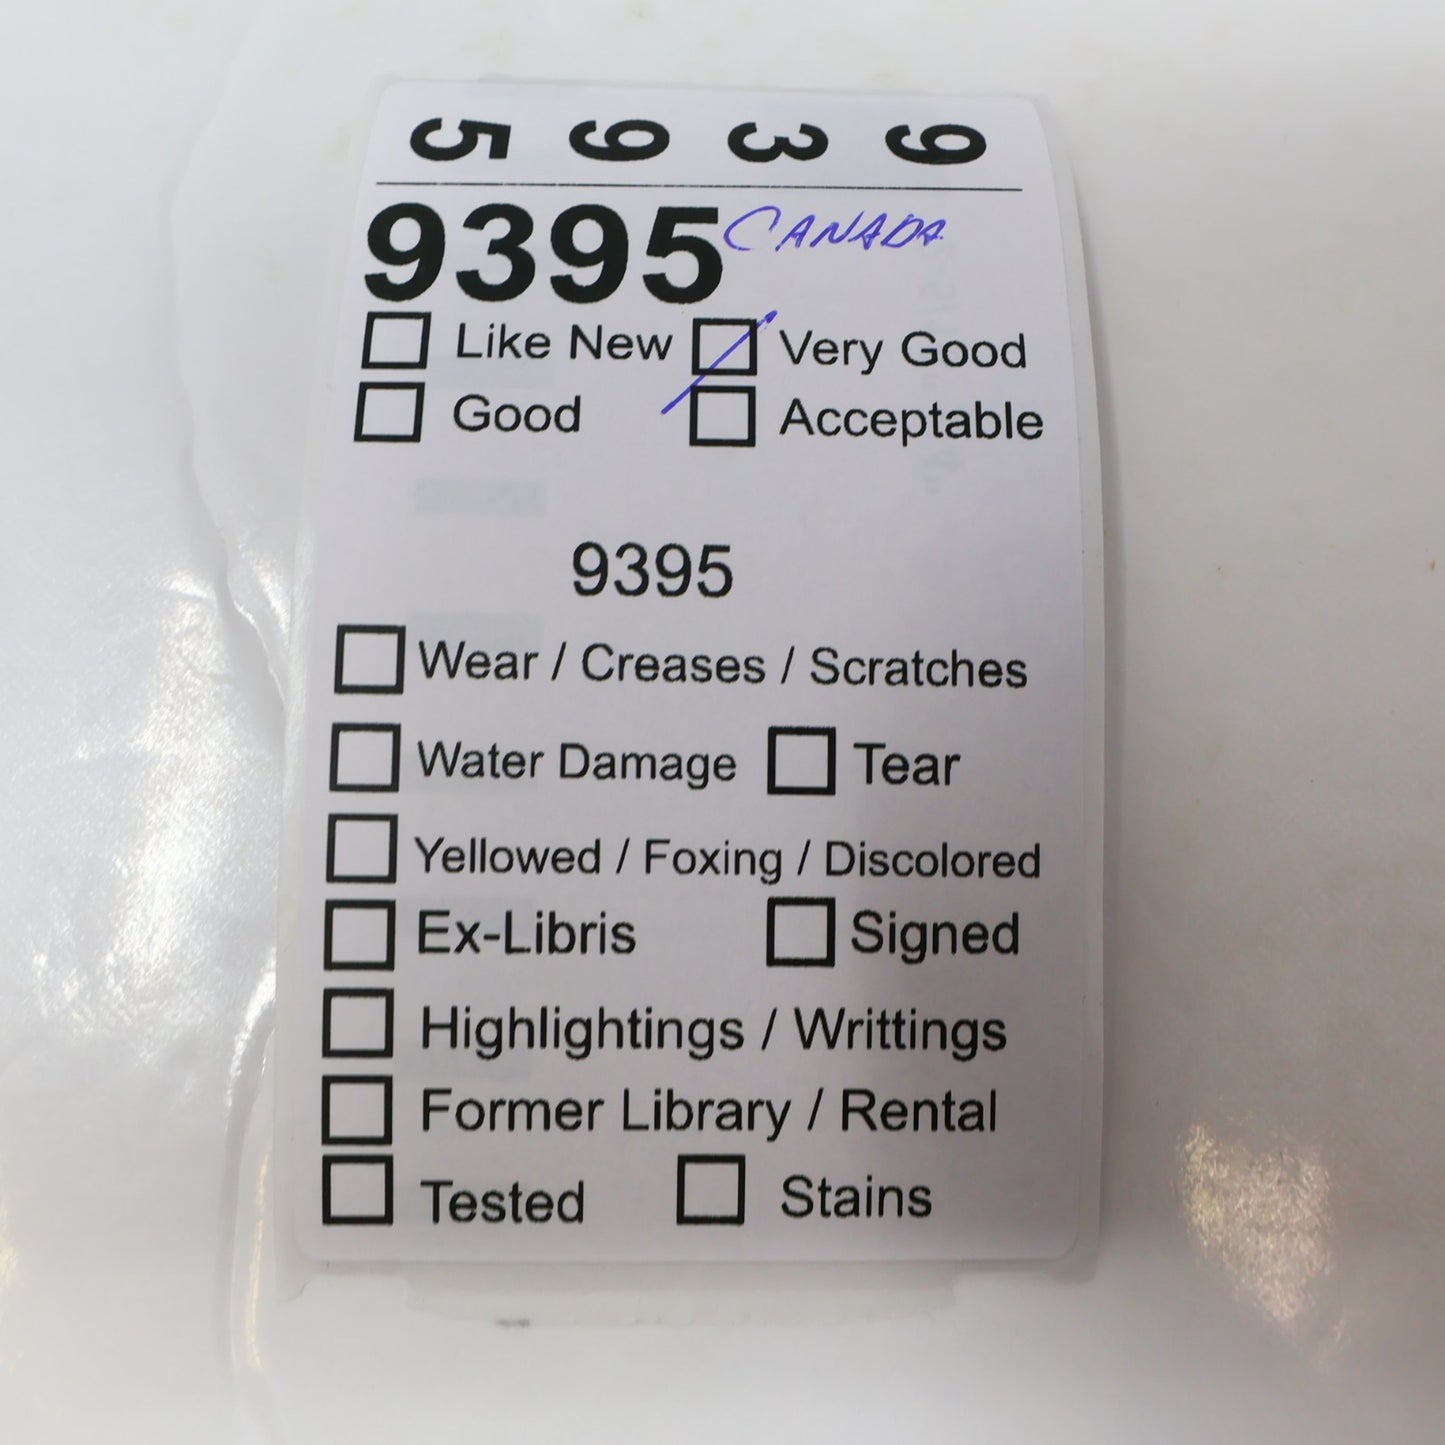 5 9 3 9
9395 CANADA
Like New Very Good
Good Acceptable
9395
Wear / Creases / Scratches
Water Damage Tear
Yellowed / Foxing / Discolored
Ex-Libris Signed
Highlightings / Writtings
Former Library / Rental
Tested Stains